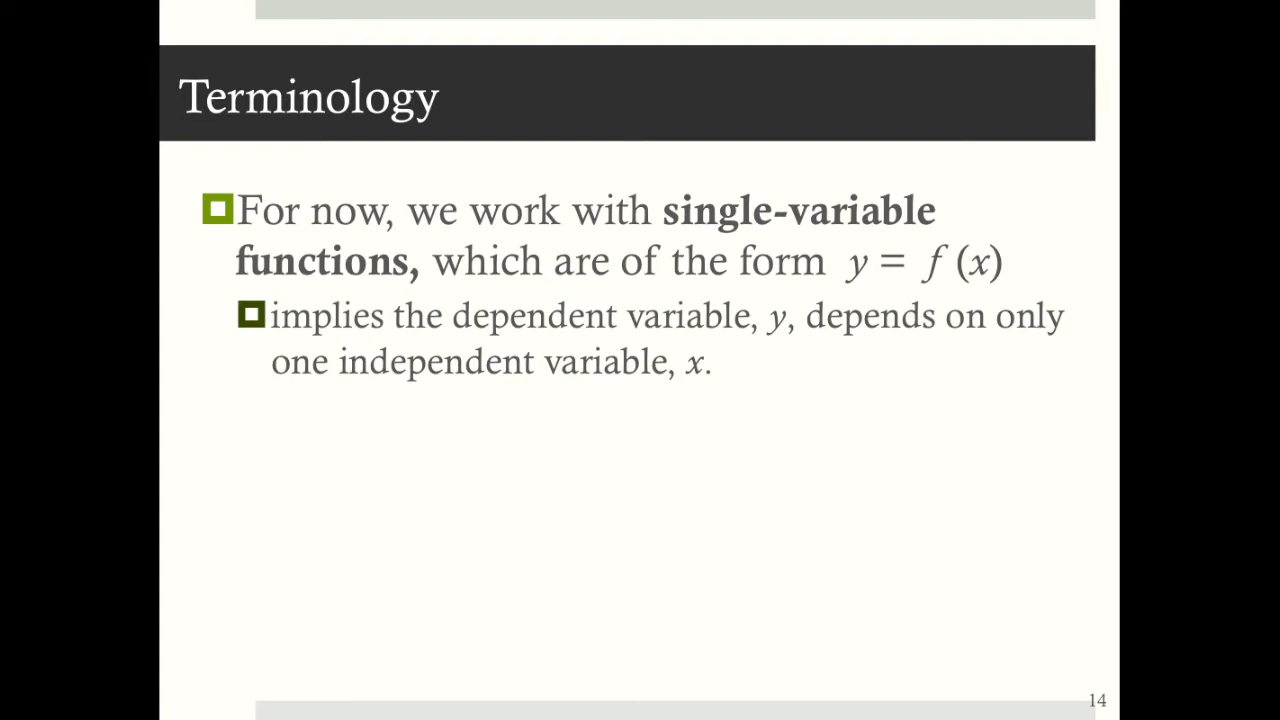 Terminology
For now, we work with single-variable
functions, which are of the form y = f (x)
implies the dependent variable, y, depends on only
one independent variable, x.
14